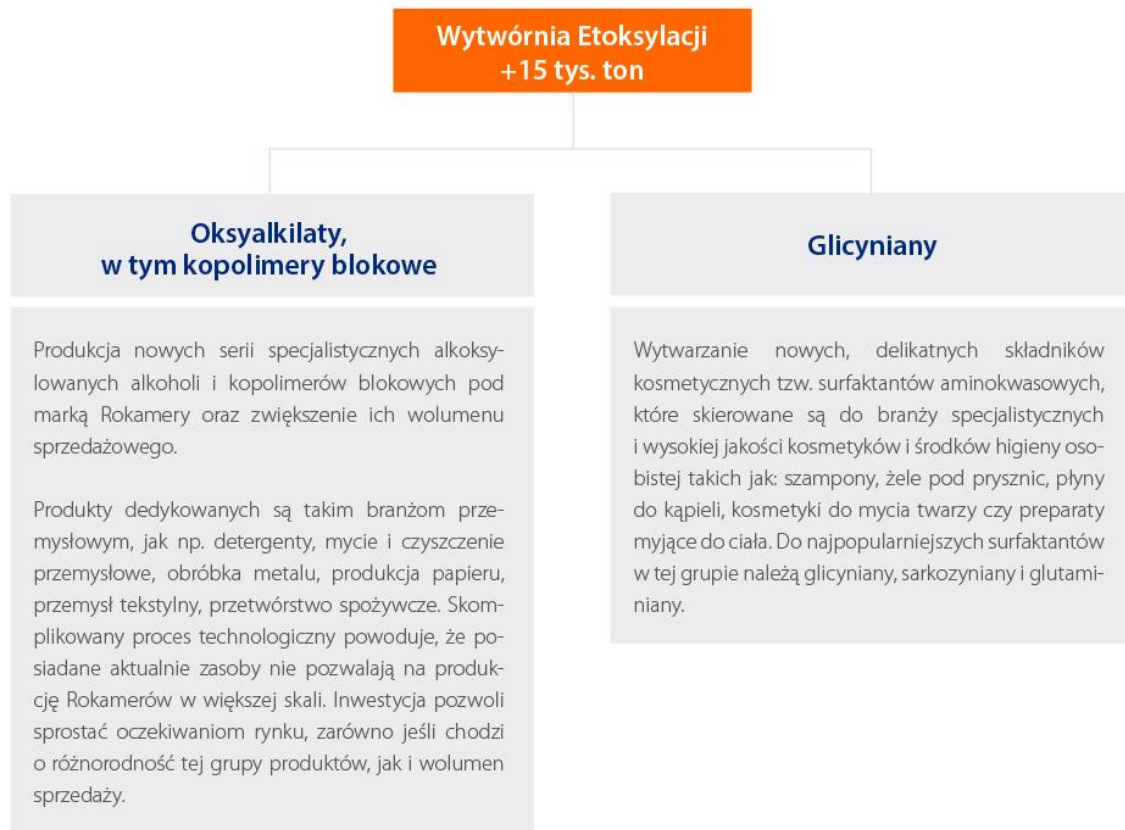 Wytwórnia Etoksylacji
+15 tys. ton
Oksyalkilaty,
w tym kopolimery blokowe
Produkcja nowych serii specjalistycznych alkoksy-
lowanych alkoholi i kopolimerów blokowych pod
marką Rokamery oraz zwiększenie ich wolumenu
sprzedażowego.
Produkty dedykowanych są takim branżom prze-
mysłowym, jak np. detergenty, mycie i czyszczenie
przemysłowe, obróbka metalu, produkcja papieru,
przemysł tekstylny, przetwórstwo spożywcze. Skom-
plikowany proces technologiczny powoduje, że po-
siadane aktualnie zasoby nie pozwalają na produk-
cję Rokamerów w większej skali. Inwestycja pozwoli
sprostać oczekiwaniom rynku, zarówno jeśli chodzi
o różnorodność tej grupy produktów, jak i wolumen
sprzedaży.
Glicyniany
Wytwarzanie nowych, delikatnych składników
kosmetycznych tzw. surfaktantów aminokwasowych,
które skierowane są do branży specjalistycznych
i wysokiej jakości kosmetyków i środków higieny oso-
bistej takich jak: szampony, żele pod prysznic, płyny
do kąpieli, kosmetyki do mycia twarzy czy preparaty
myjące do ciała. Do najpopularniejszych surfaktantów
w tej grupie należą glicyniany, sarkozyniany i glutami-
niany.